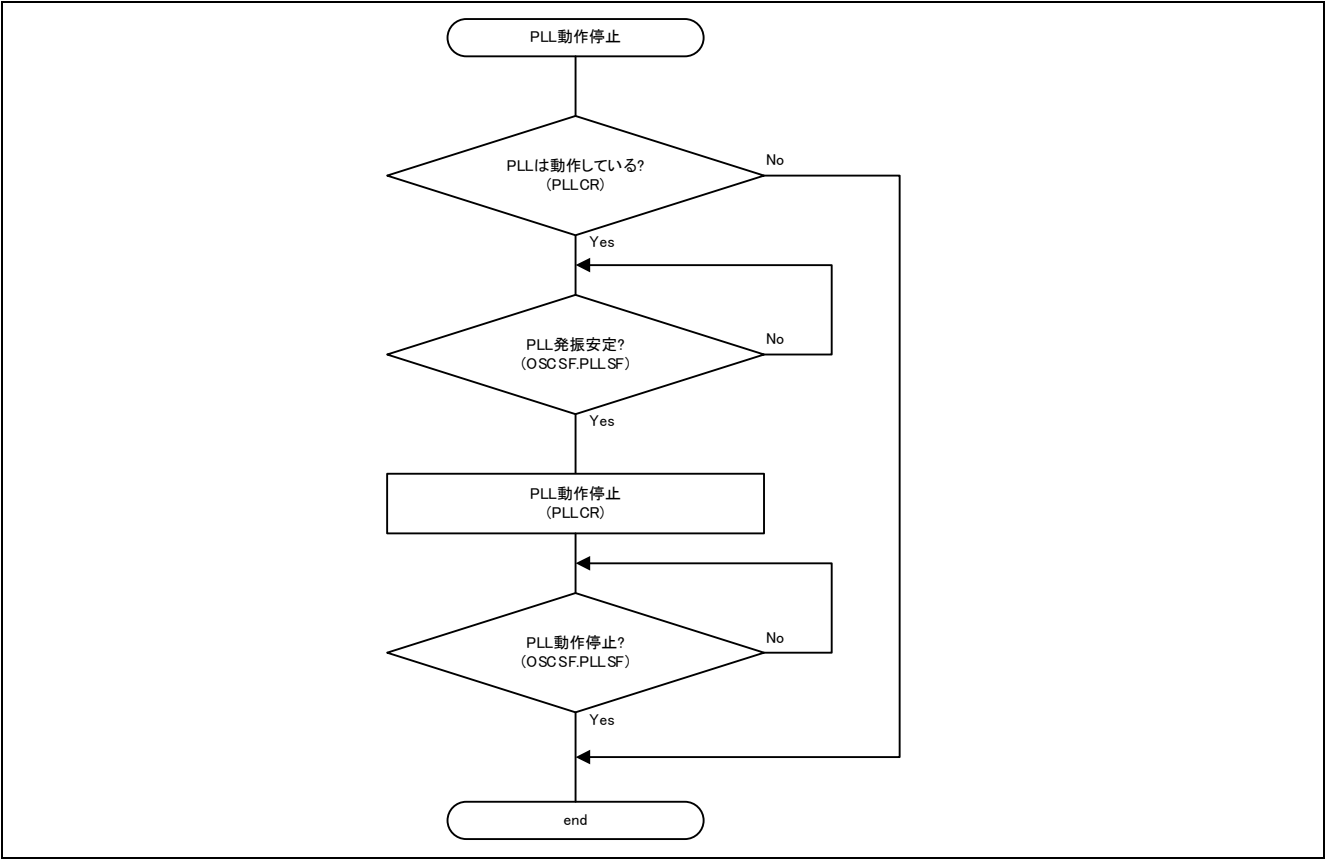 PLL動作停止
PLLは動作している?
(PLLCR)
No
Yes
PLL発振安定?
(OSCSF.PLLSF)
No
Yes
PLL動作停止
(PLLCR)
PLL動作停止?
(OSCSF.PLLSF)
No
Yes
end